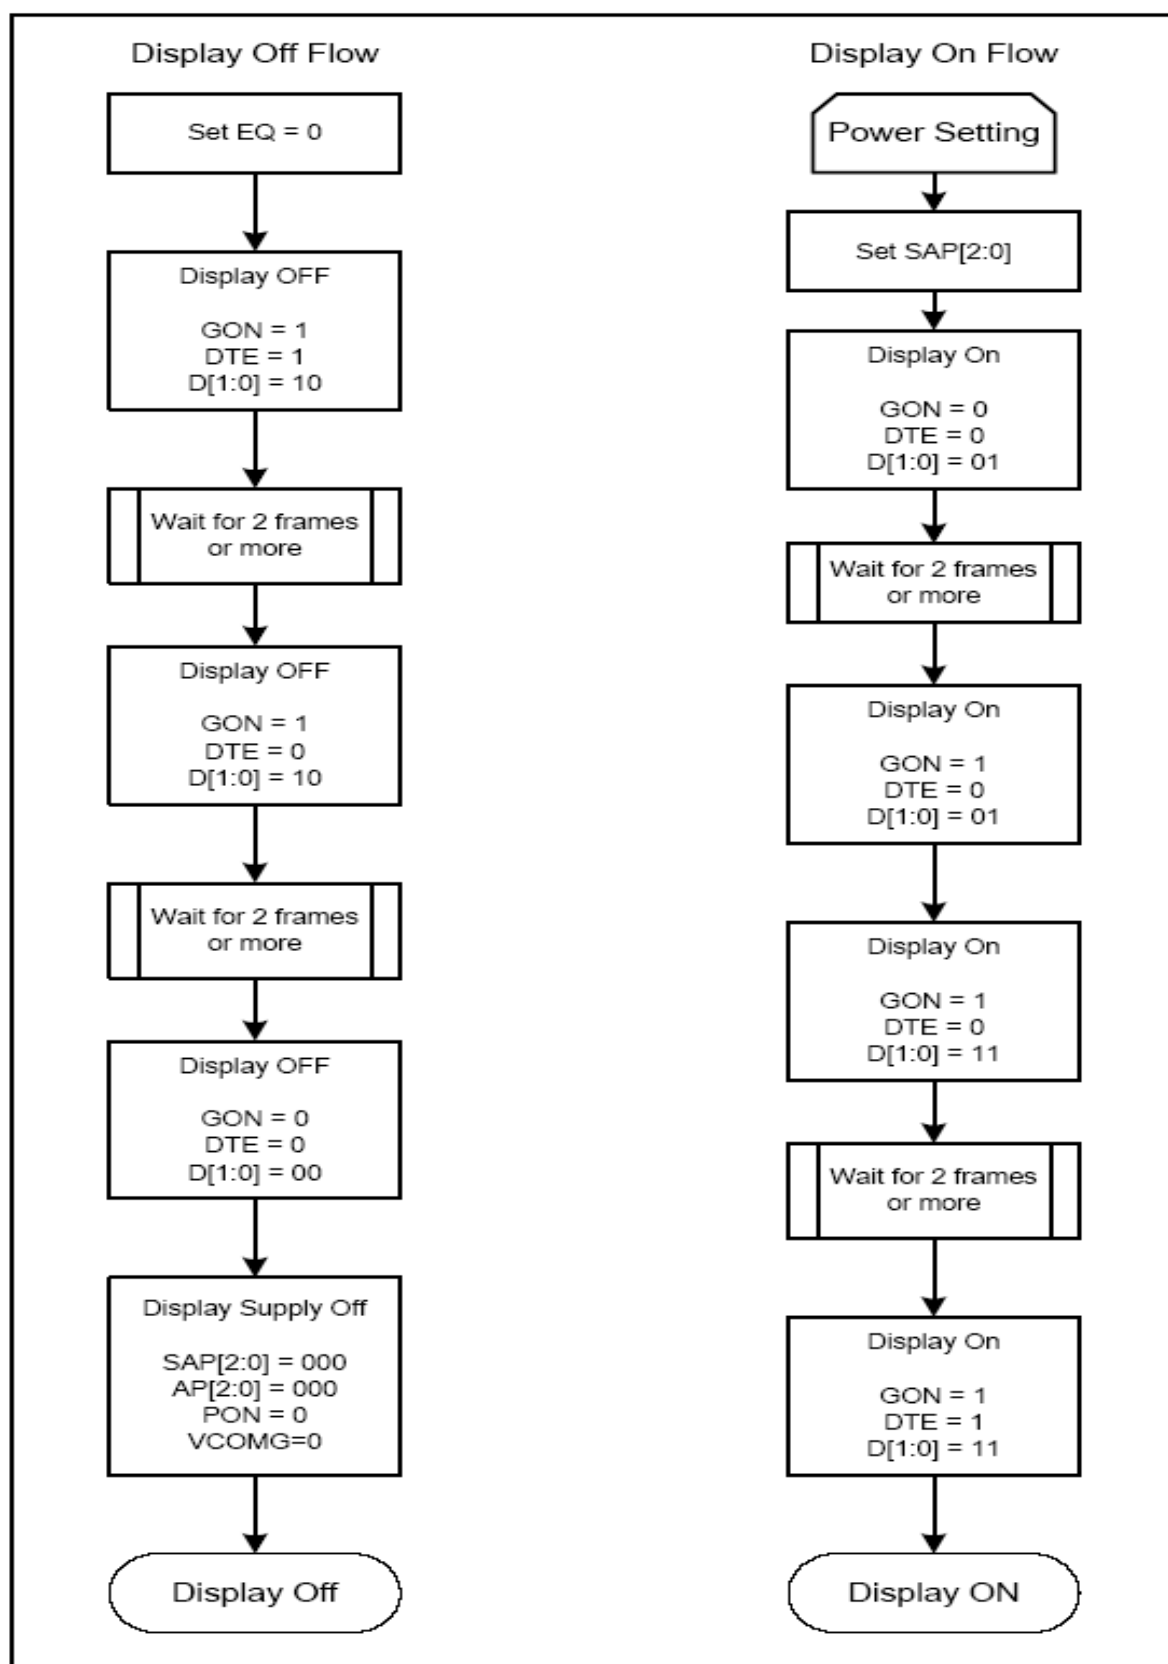 Display Off Flow
Set EQ = 0
Display OFF
GON = 1
DTE = 1
D[1:0] = 10
Wait for 2 frames
or more
Display OFF
GON = 1
DTE = 0
D[1:0] = 10
Wait for 2 frames
or more
Display OFF
GON = 0
DTE = 0
D[1:0] = 00
Display Supply Off
SAP[2:0] = 000
AP[2:0] = 000
PON = 0
VCOMG=0
Display Off
Display On Flow
Power Setting
Set SAP[2:0]
Display On
GON = 0
DTE = 0
D[1:0] = 01
Wait for 2 frames
or more
Display On
GON = 1
DTE = 0
D[1:0] = 01
Display On
GON = 1
DTE = 0
D[1:0] = 11
Wait for 2 frames
or more
Display On
GON = 1
DTE = 1
D[1:0] = 11
Display ON